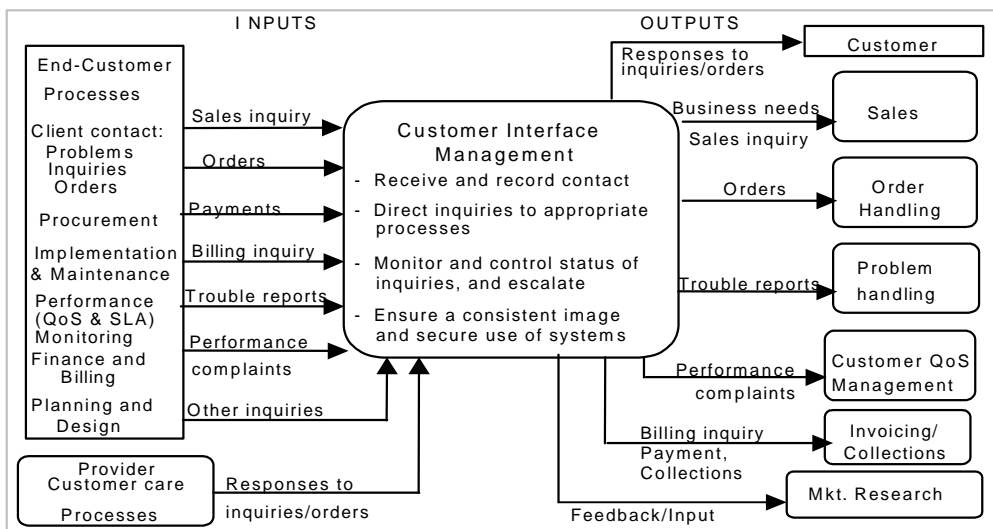 I NPUTS
OUTPUTS
End-Customer
Processes
Client contact:
Problems
Inquiries
Orders
Procurement
Implementation
& Maintenance
Performance
(QoS & SLA)
Monitoring
Finance and
Billing
Planning and
Design
Provider
Customer care
Processes
Sales inquiry
Orders
Payments
Billing inquiry
Trouble reports
Performance
complaints
Other inquiries
Responses to
inquiries/orders
Customer Interface
Management
- Receive and record contact
- Direct inquiries to appropriate
processes
- Monitor and control status of
inquiries, and escalate
- Ensure a consistent image
and secure use of systems
Responses to
inquiries/orders
Customer
Business needs
Sales inquiry
Sales
Orders
Order
Handling
Trouble reports
Problem
handling
Performance
complaints
Customer QoS
Management
Billing inquiry
Payment,
Collections
Invoicing/
Collections
Feedback/Input
Mkt. Research